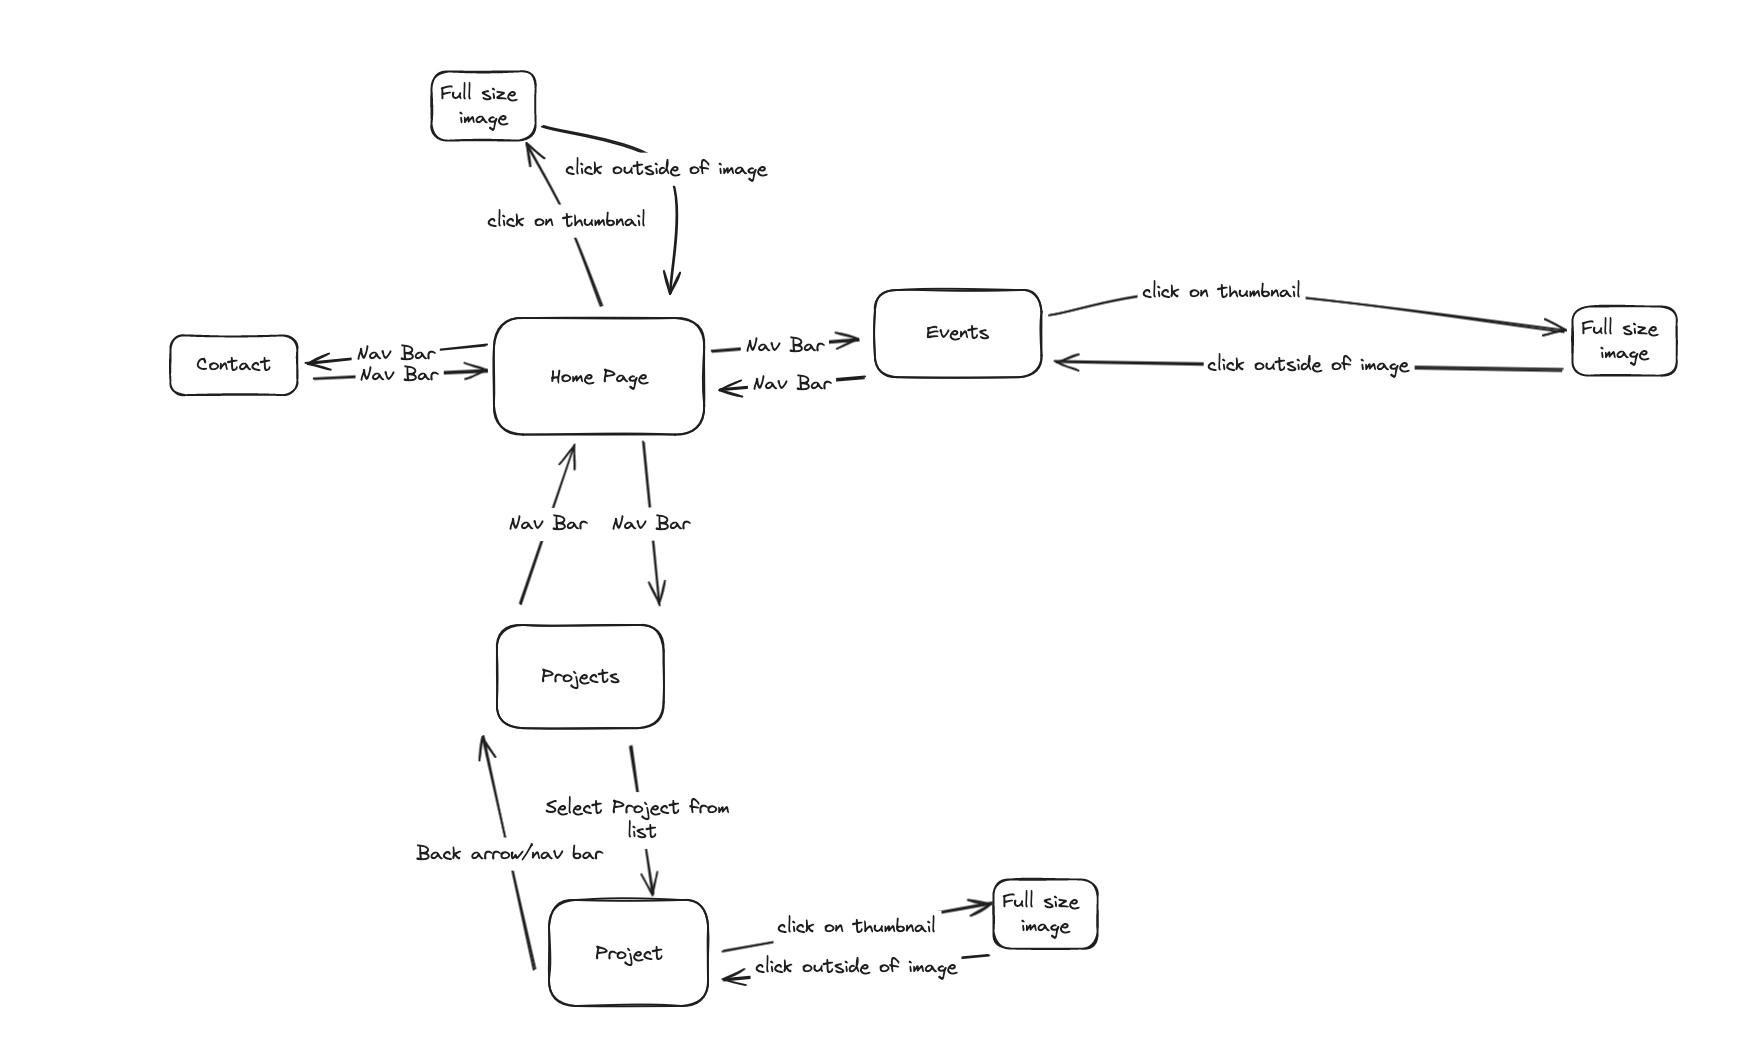 Full size
image
click outside of image
click on thumbnail
click on thumbnail
Full size
image
Events
Contact
Nav Bar
Nav Bar
Home Page
Nav Bar
Nav Bar
click outside of image
Nav Bar
Nav Bar
Projects
Select Project from
list
Back arrow/nav bar
Full size
image
click on thumbnail
Project
click outside of image